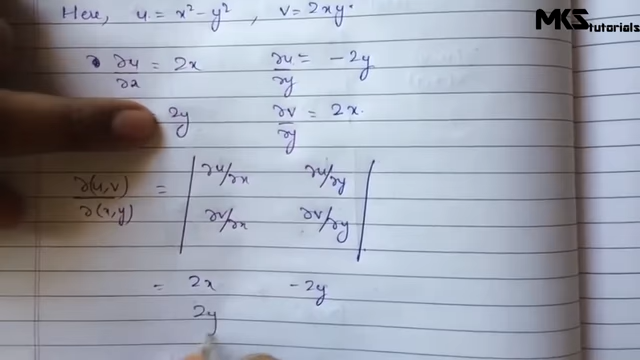 Here, u = x² - y² , v = 2xy.
MKS tutorials
∂u/∂x = 2x ∂u/∂y = -2y
2y ∂v/∂y = 2x.
∂(u,v)/∂(x,y) = | ∂u/∂x ∂u/∂y |
| ∂v/∂x ∂v/∂y |
= 2x -2y
2y